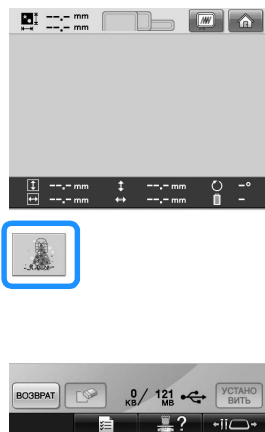 --.- mm
--.- mm
--.- mm --.- mm -°
--.- mm --.- mm -
ВОЗВРАТ 0 KB / 121 MB УСТАНО
ВИТЬ
?